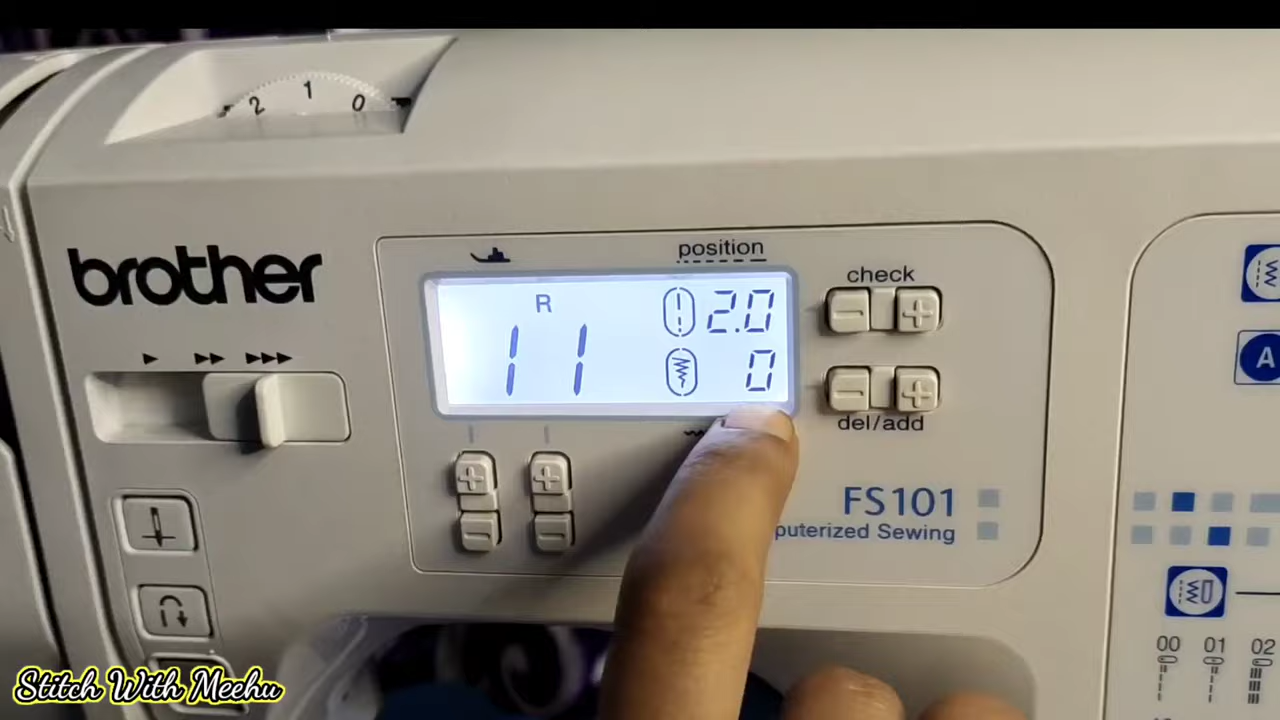 2 1 0
brother
position
R
11
2.0
0
check
del/add
FS101
puterized Sewing
A
00 01 02
Stitch With Meehu